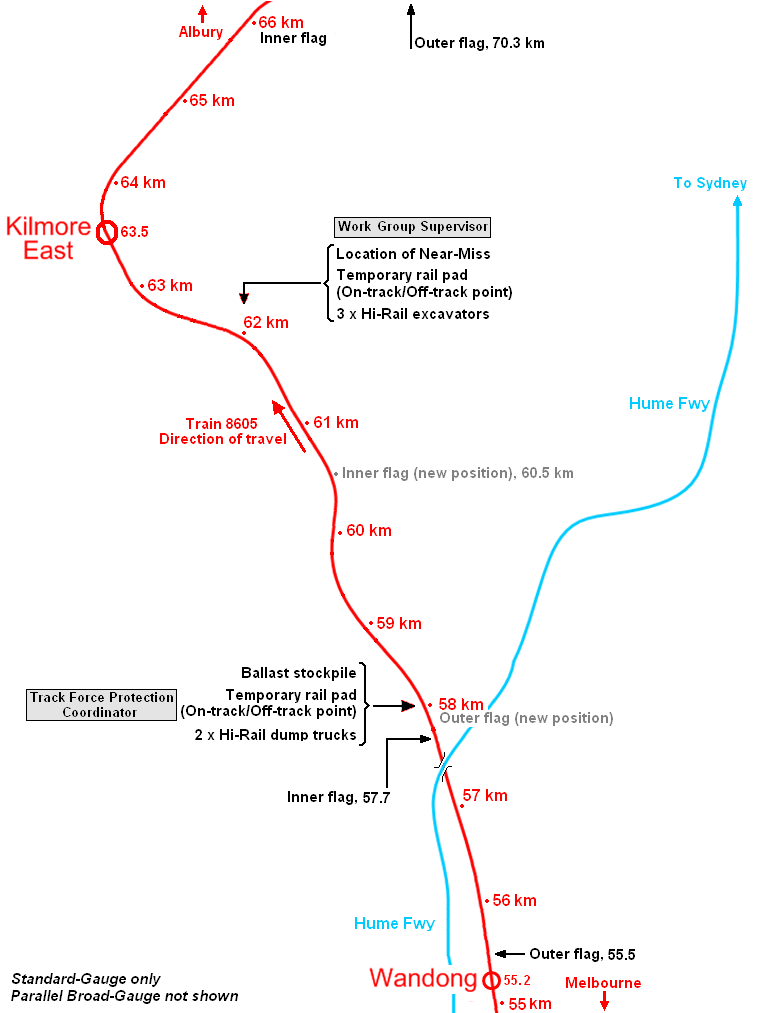 66 km
Albury
Inner flag
Outer flag, 70.3 km
65 km
64 km
To Sydney
Kilmore
East
63.5
Work Group Supervisor
Location of Near-Miss
Temporary rail pad
(On-track/Off-track point)
3 x Hi-Rail excavators
63 km
62 km
Hume Fwy
Train 8605
Direction of travel
61 km
Inner flag (new position), 60.5 km
60 km
59 km
Ballast stockpile
Temporary rail pad
(On-track/Off-track point)
2 x Hi-Rail dump trucks
Track Force Protection
Coordinator
58 km
Outer flag (new position)
Inner flag, 57.7
57 km
56 km
Hume Fwy
Outer flag, 55.5
Wandong
55.2
Melbourne
55 km
Standard-Gauge only
Parallel Broad-Gauge not shown